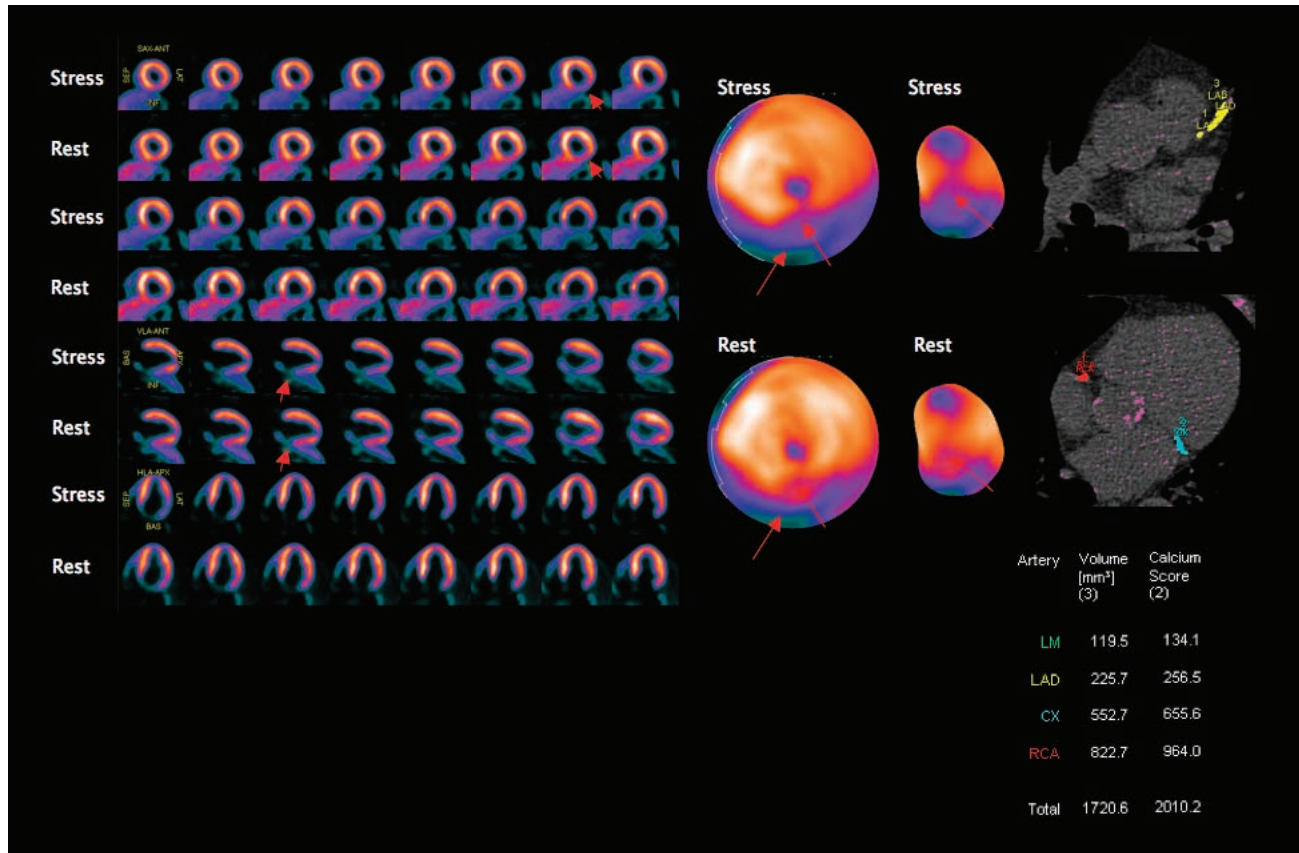 SAX-ANT
Stress
SEP
LAT
INF
Rest
Stress
Rest
Stress
VLA-ANT
BAS
INF
Rest
Stress
HLA-APX
SEP
LAT
BAS
Rest
Stress
Stress
Rest
Rest
3
LAD
1
Artery Volume [mm³] (3) Calcium Score (2)
LM 119.5 134.1
LAD 225.7 256.5
CX 552.7 655.6
RCA 822.7 964.0
Total 1720.6 2010.2